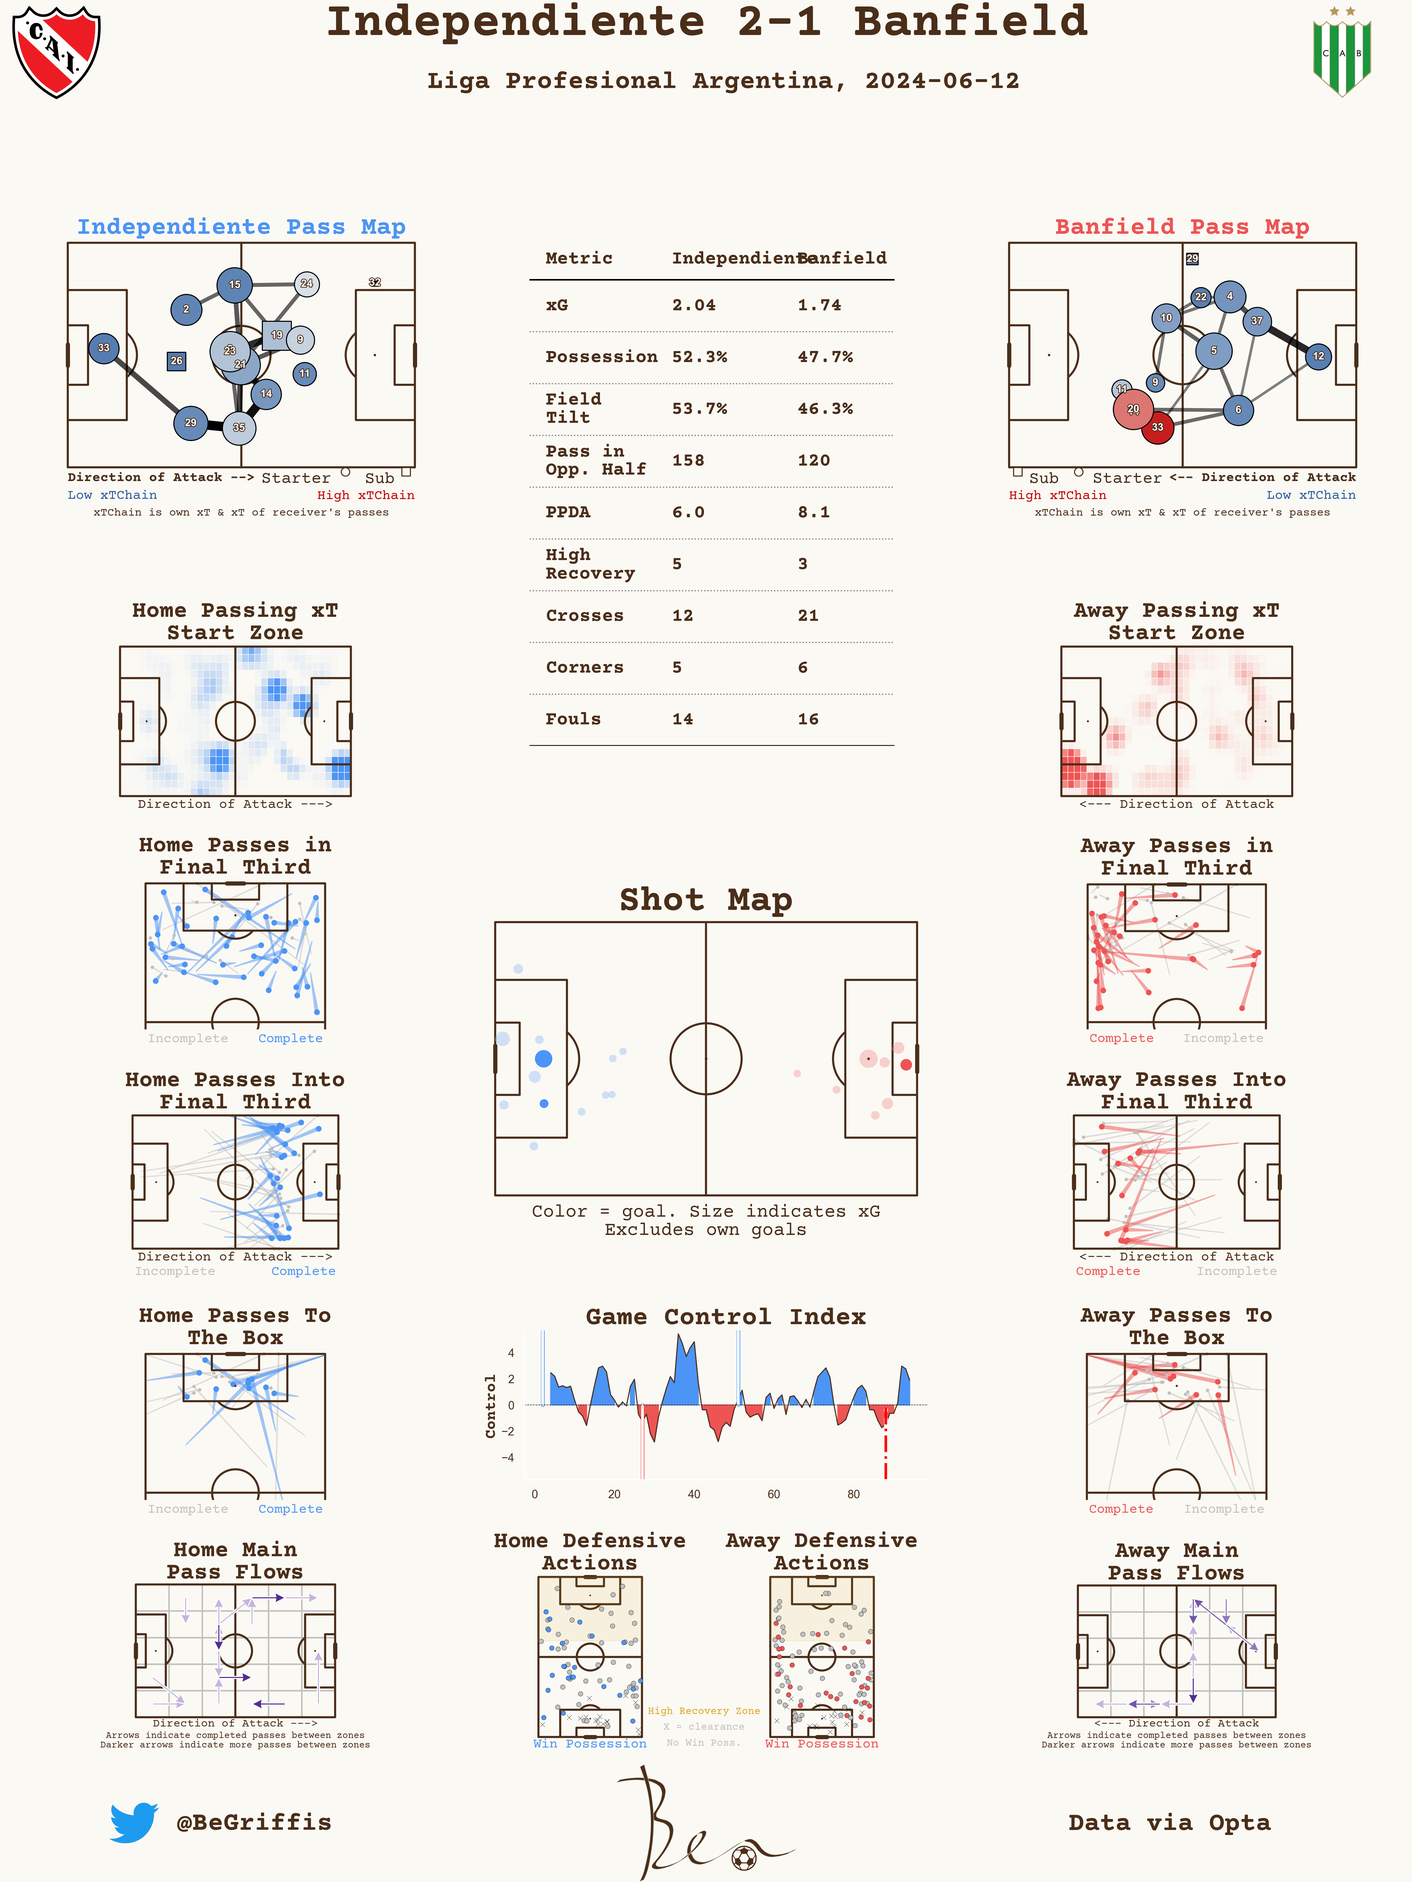 Independiente 2-1 Banfield
Liga Profesional Argentina, 2024-06-12
C.A.I.
C A B
Independiente Pass Map
15
24
32
2
19
9
33
23
26
21
11
14
29
35
Direction of Attack --> Starter Sub
Low xTChain High xTChain
xTChain is own xT & xT of receiver's passes
Metric Independiente Banfield
xG 2.04 1.74
Possession 52.3% 47.7%
Field
Tilt 53.7% 46.3%
Pass in
Opp. Half 158 120
PPDA 6.0 8.1
High
Recovery 5 3
Crosses 12 21
Corners 5 6
Fouls 14 16
Banfield Pass Map
29
22
4
10
37
5
12
9
11
20
6
33
Sub Starter <-- Direction of Attack
High xTChain Low xTChain
xTChain is own xT & xT of receiver's passes
Home Passing xT
Start Zone
Direction of Attack --->
Away Passing xT
Start Zone
<--- Direction of Attack
Home Passes in
Final Third
Incomplete Complete
Away Passes in
Final Third
Complete Incomplete
Shot Map
Color = goal. Size indicates xG
Excludes own goals
Home Passes Into
Final Third
Direction of Attack --->
Incomplete Complete
Away Passes Into
Final Third
<--- Direction of Attack
Complete Incomplete
Home Passes To
The Box
Incomplete Complete
Game Control Index
Control
4
2
0
−2
−4
0 20 40 60 80
Away Passes To
The Box
Complete Incomplete
Home Main
Pass Flows
Direction of Attack --->
Arrows indicate completed passes between zones
Darker arrows indicate more passes between zones
Home Defensive
Actions
Win Possession
High Recovery Zone
X = clearance
No Win Poss.
Away Defensive
Actions
Win Possession
Away Main
Pass Flows
<--- Direction of Attack
Arrows indicate completed passes between zones
Darker arrows indicate more passes between zones
@BeGriffis
Ben
Data via Opta